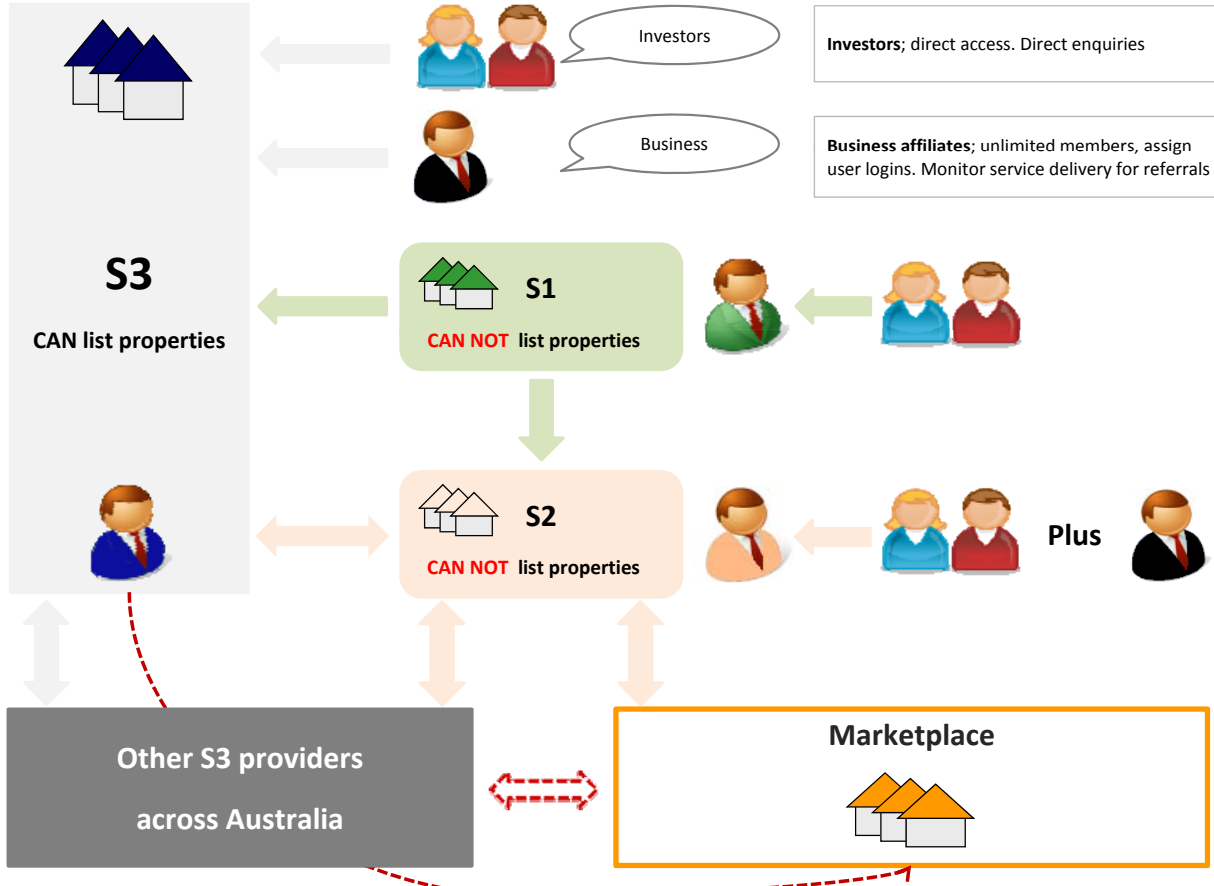 Investors
Investors; direct access. Direct enquiries
Business
Business affiliates; unlimited members, assign
user logins. Monitor service delivery for referrals
S3
CAN list properties
S1
CAN NOT list properties
S2
CAN NOT list properties
Plus
Other S3 providers
across Australia
Marketplace